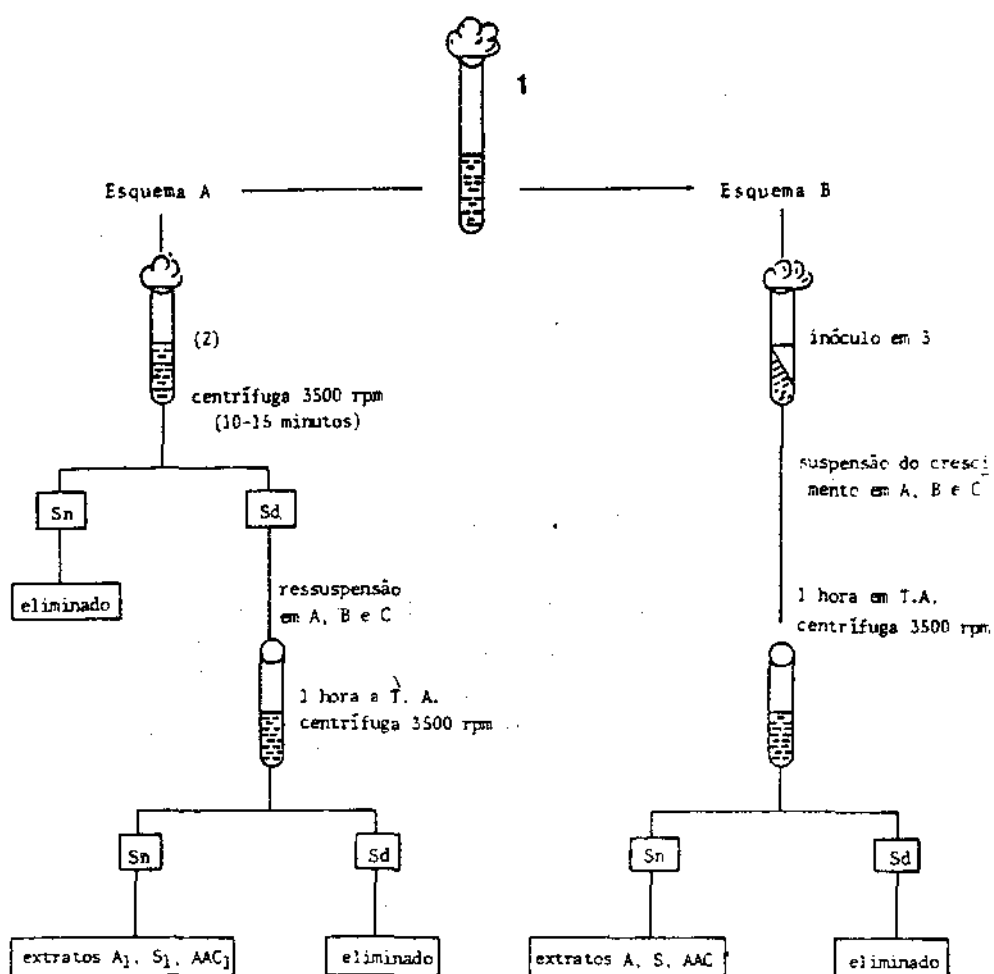 1
Esquema A
Esquema B
(2)
centrífuga 3500 rpm
(10-15 minutos)
inóculo em 3
suspensão do cresci
mento em A, B e C
Sn
Sd
eliminado
ressuspensão
em A, B e C
1 hora a T. A.
centrífuga 3500 rpm
1 hora em T.A.
centrífuga 3500 rpm
Sn
Sd
Sn
Sd
extratos A1, S1, AAC1
eliminado
extratos A, S, AAC
eliminado